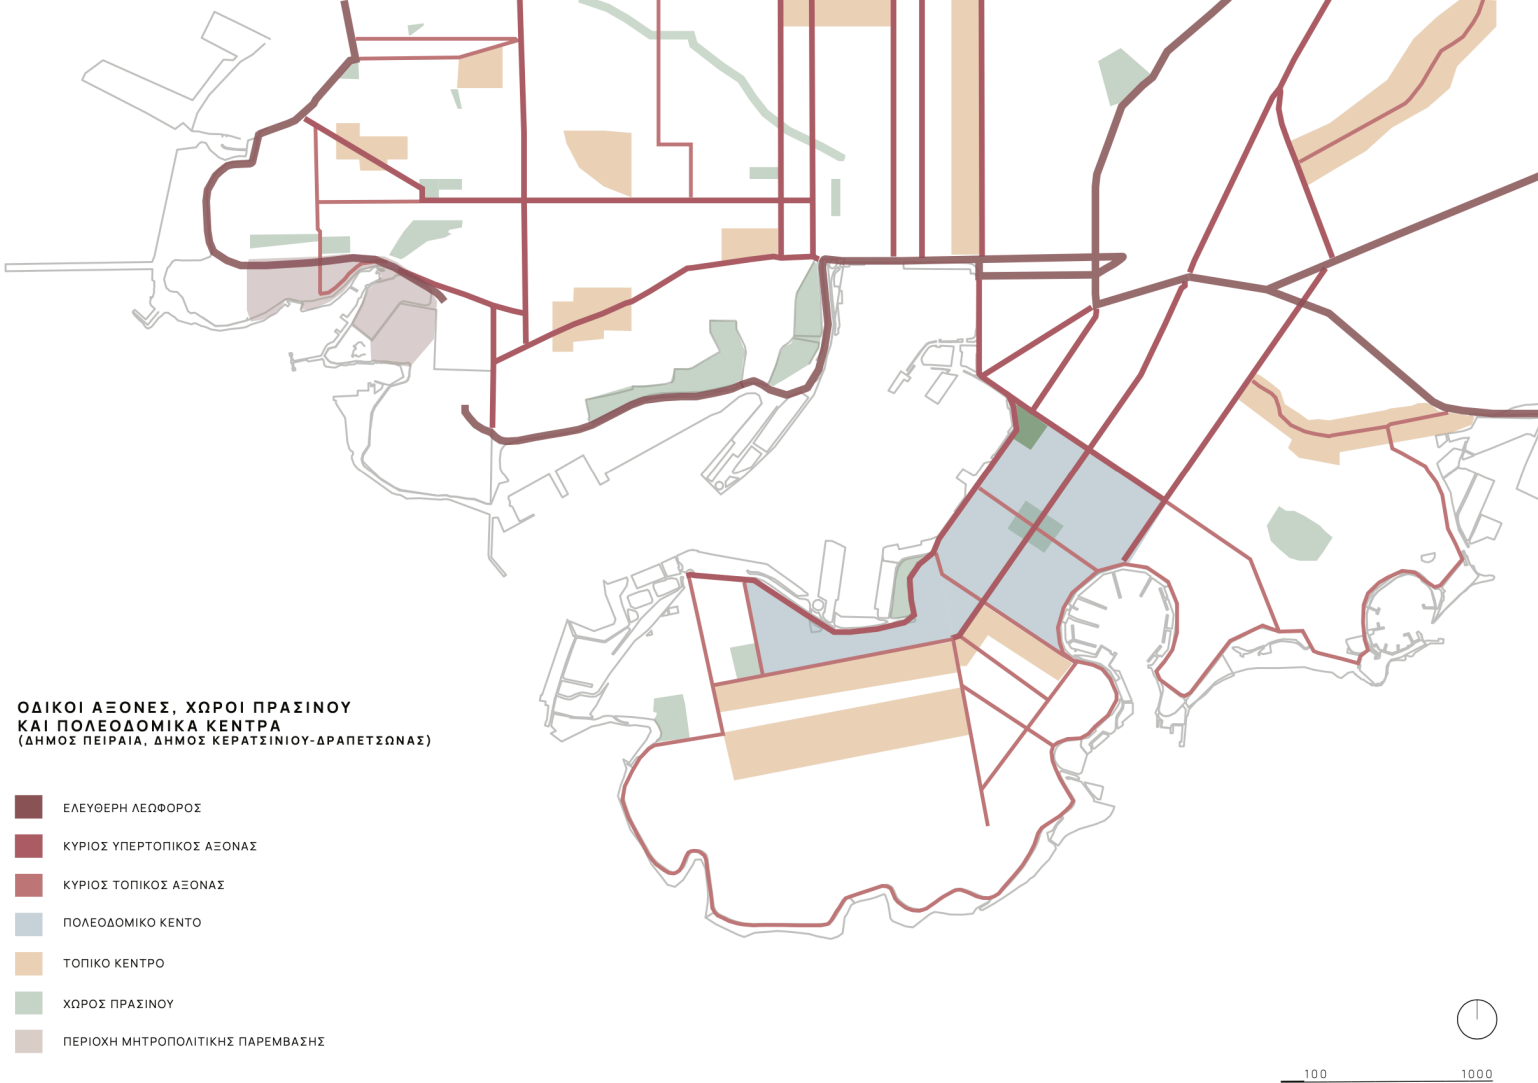 ΟΔΙΚΟΙ ΑΞΟΝΕΣ, ΧΩΡΟΙ ΠΡΑΣΙΝΟΥ
ΚΑΙ ΠΟΛΕΟΔΟΜΙΚΑ ΚΕΝΤΡΑ
(ΔΗΜΟΣ ΠΕΙΡΑΙΑ, ΔΗΜΟΣ ΚΕΡΑΤΣΙΝΙΟΥ-ΔΡΑΠΕΤΣΩΝΑΣ)
ΕΛΕΥΘΕΡΗ ΛΕΩΦΟΡΟΣ
ΚΥΡΙΟΣ ΥΠΕΡΤΟΠΙΚΟΣ ΑΞΟΝΑΣ
ΚΥΡΙΟΣ ΤΟΠΙΚΟΣ ΑΞΟΝΑΣ
ΠΟΛΕΟΔΟΜΙΚΟ ΚΕΝΤΟ
ΤΟΠΙΚΟ ΚΕΝΤΡΟ
ΧΩΡΟΣ ΠΡΑΣΙΝΟΥ
ΠΕΡΙΟΧΗ ΜΗΤΡΟΠΟΛΙΤΙΚΗΣ ΠΑΡΕΜΒΑΣΗΣ
100 1000